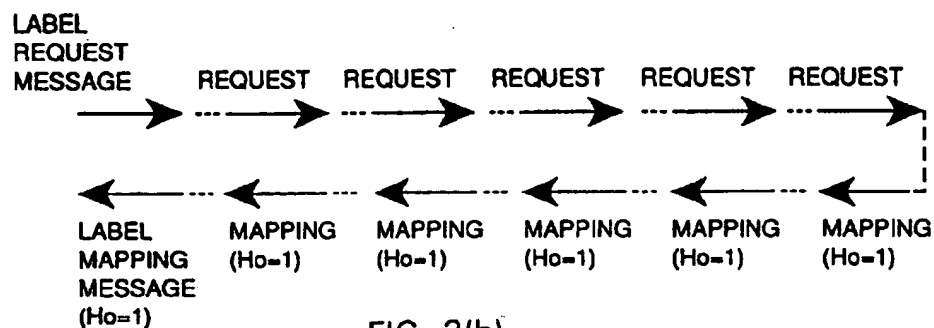 LABEL
REQUEST
MESSAGE
REQUEST REQUEST REQUEST REQUEST REQUEST
LABEL MAPPING MAPPING MAPPING MAPPING MAPPING
MAPPING (Ho=1) (Ho=1) (Ho=1) (Ho=1) (Ho=1)
MESSAGE
(Ho=1)